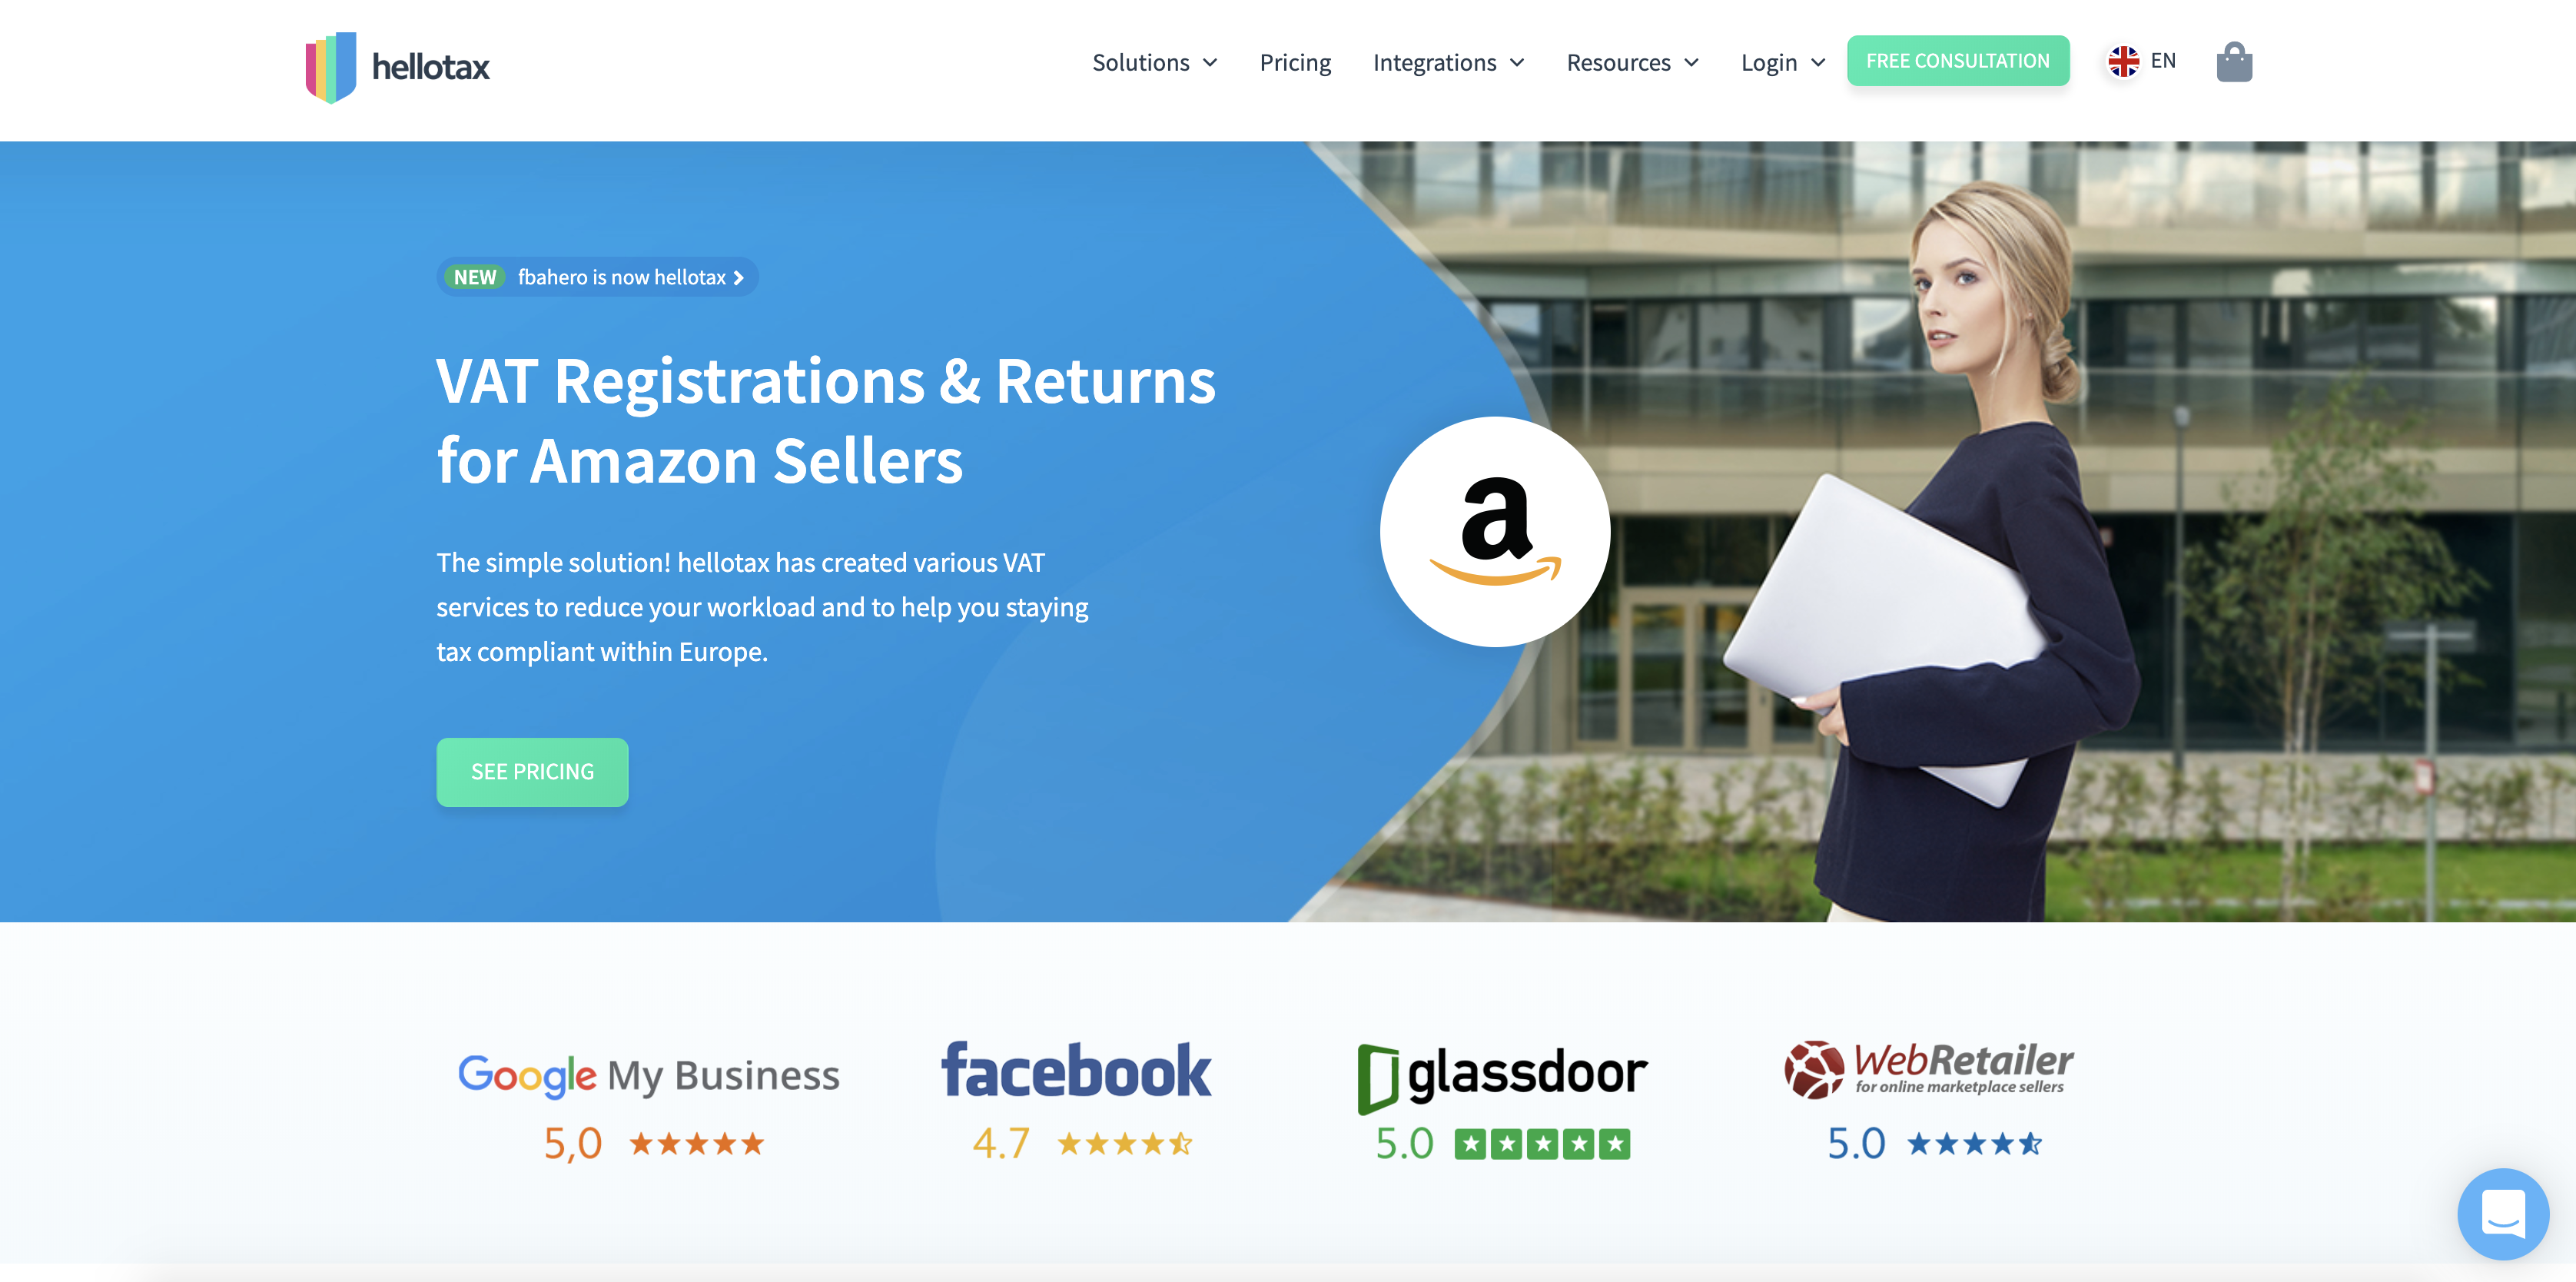 hellotax
Solutions
Pricing
Integrations
Resources
Login
FREE CONSULTATION
EN
NEW fbahero is now hellotax
VAT Registrations & Returns
for Amazon Sellers
The simple solution! hellotax has created various VAT
services to reduce your workload and to help you staying
tax compliant within Europe.
SEE PRICING
a
Google My Business
5,0
facebook
4.7
glassdoor
5.0
WebRetailer
for online marketplace sellers
5.0